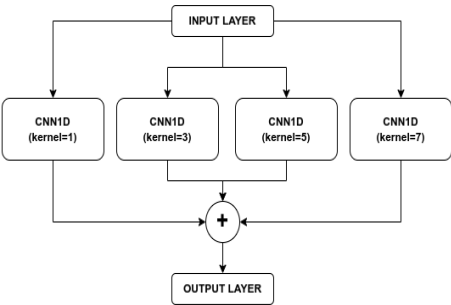 INPUT LAYER
CNN1D
(kernel=1)
CNN1D
(kernel=3)
CNN1D
(kernel=5)
CNN1D
(kernel=7)
+
OUTPUT LAYER